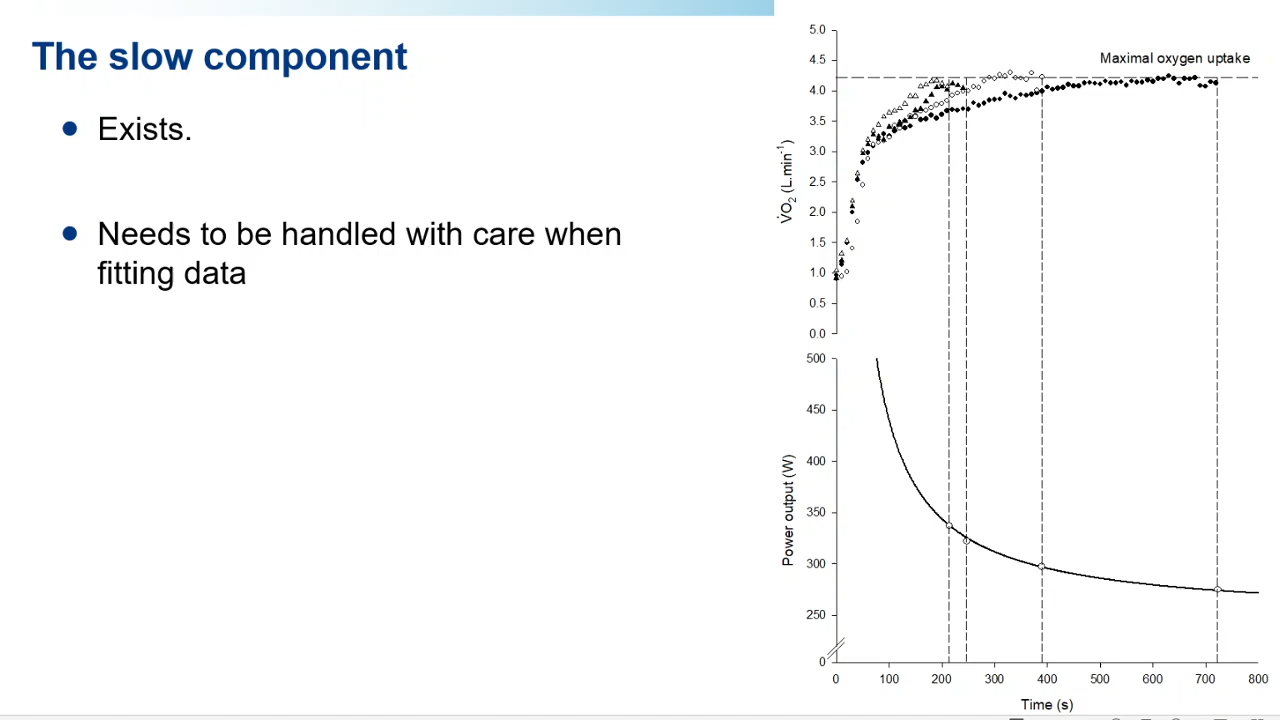 The slow component
Exists.
Needs to be handled with care when
fitting data
5.0
4.5
4.0
3.5
3.0
2.5
2.0
1.5
1.0
0.5
0.0
V̇O2 (L.min-1)
Maximal oxygen uptake
500
450
400
350
300
250
0
Power output (W)
0 100 200 300 400 500 600 700 800
Time (s)